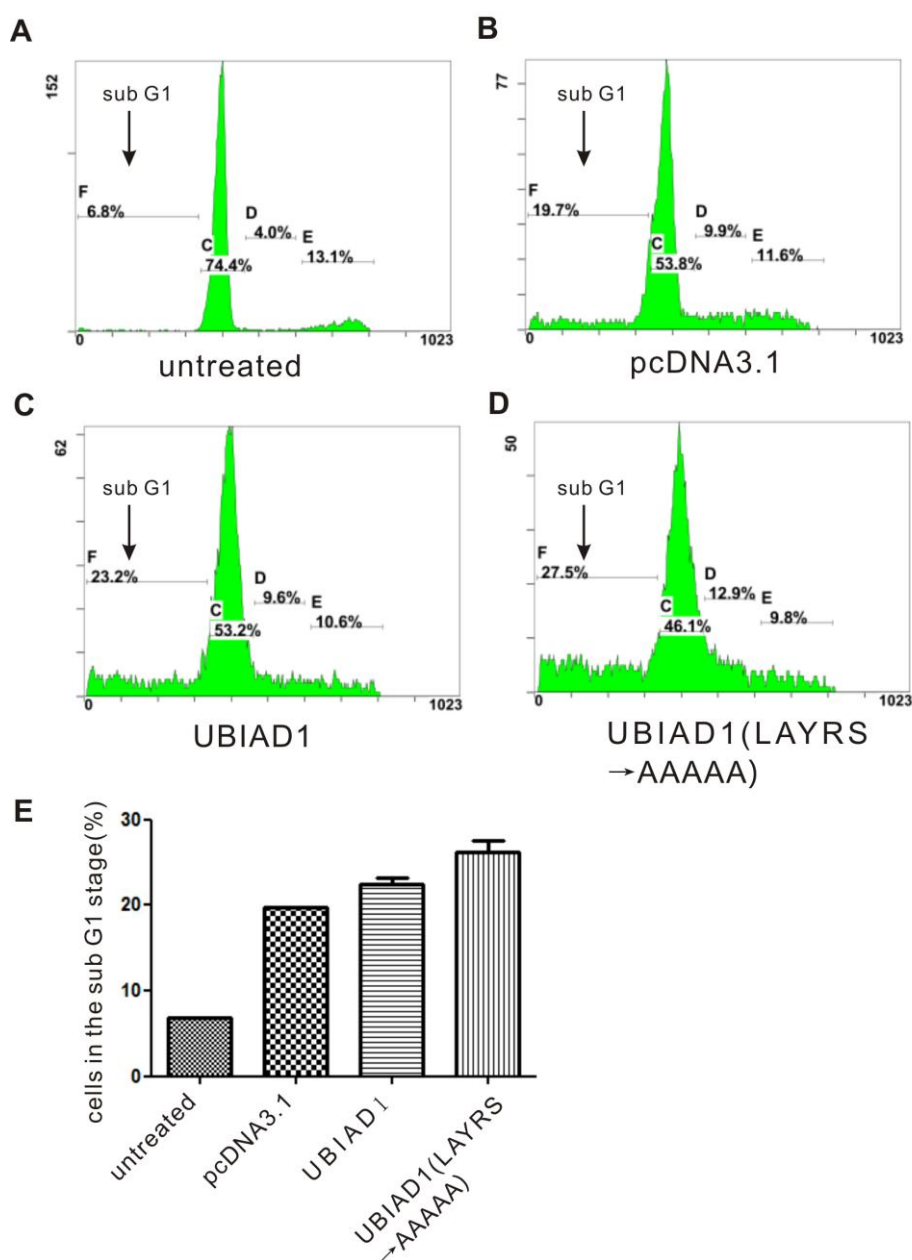 A
152
sub G1
F
6.8%
D
4.0%
E
C
13.1%
74.4%
0
1023
untreated
B
77
sub G1
F
19.7%
D
9.9%
E
C
11.6%
53.8%
0
1023
pcDNA3.1
C
62
sub G1
F
23.2%
D
9.6%
C
E
10.6%
53.2%
0
1023
UBIAD1
D
50
sub G1
F
27.5%
D
12.9%
E
C
9.8%
46.1%
0
1023
UBIAD1(LAYRS
→AAAAA)
E
cells in the sub G1 stage(%)
30
20
10
0
untreated
pcDNA3.1
UBIAD1
UBIAD1(LAYRS
→AAAAA)